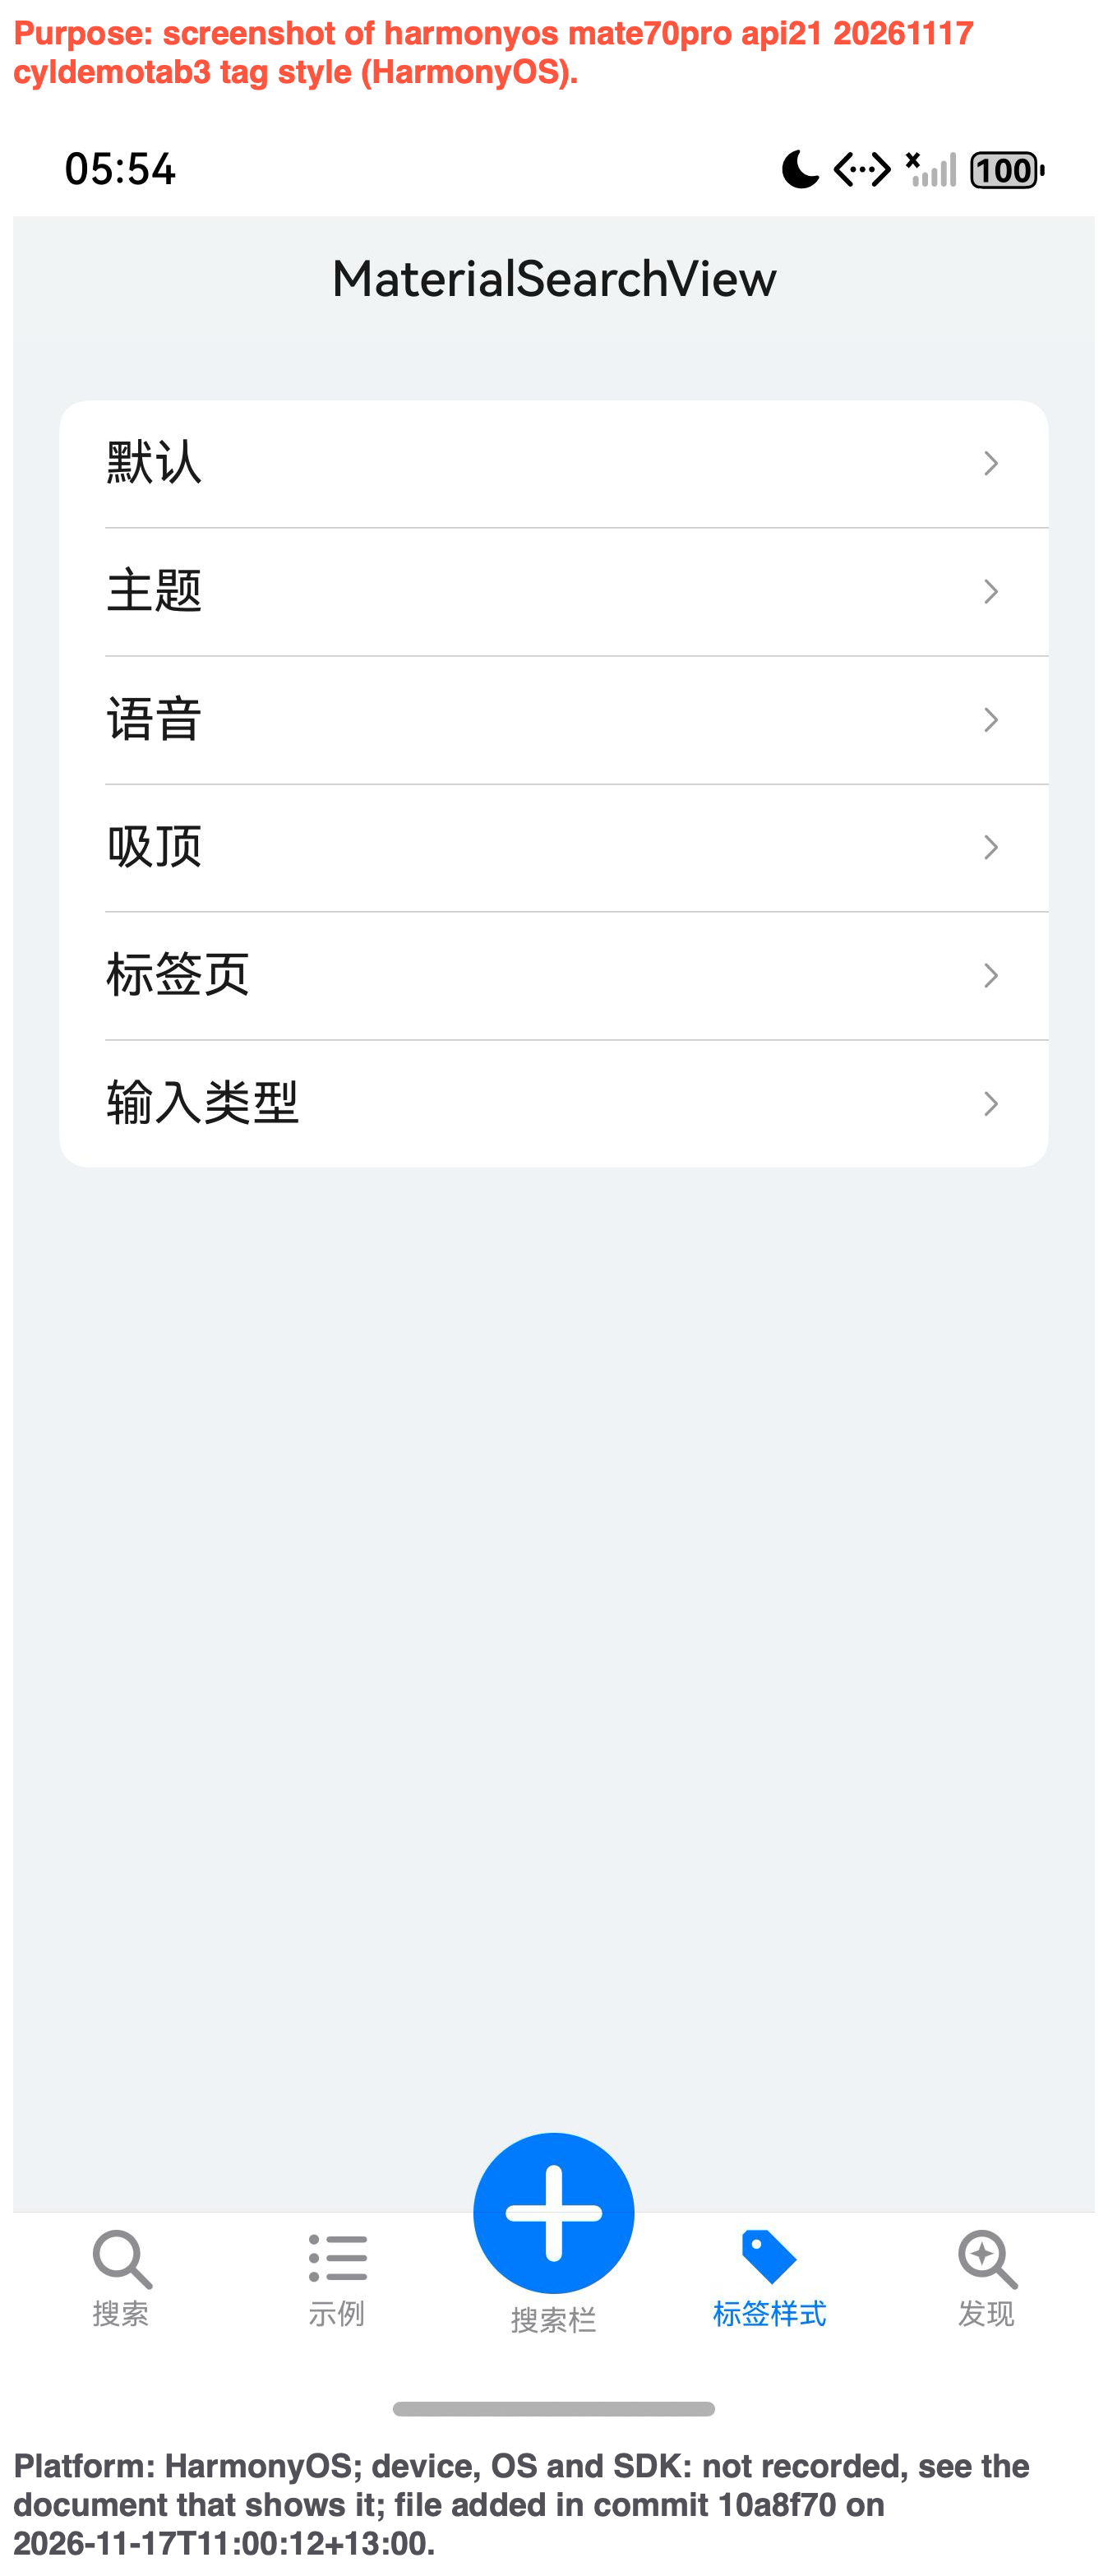 Purpose: screenshot of harmonyos mate70pro api21 20261117
cyldemotab3 tag style (HarmonyOS).
05:54
100
MaterialSearchView
默认
主题
语音
吸顶
标签页
输入类型
搜索
示例
搜索栏
标签样式
发现
Platform: HarmonyOS; device, OS and SDK: not recorded, see the
document that shows it; file added in commit 10a8f70 on
2026-11-17T11:00:12+13:00.